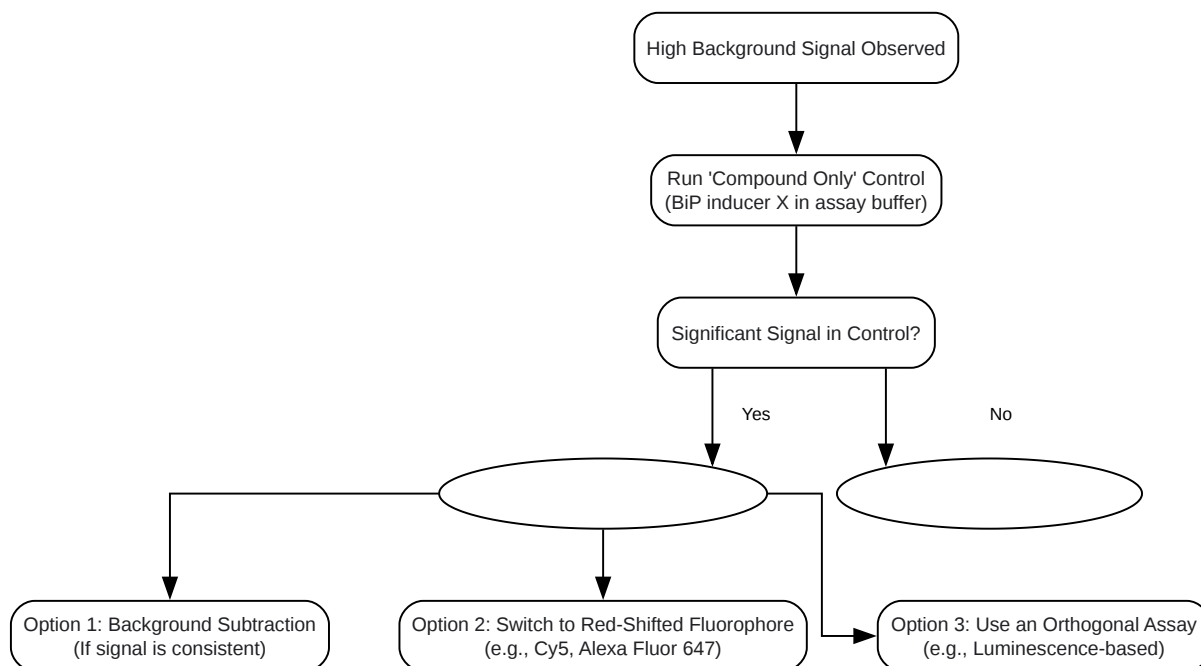 High Background Signal Observed
Run 'Compound Only' Control
(BiP inducer X in assay buffer)
Significant Signal in Control?
Yes
No
Option 1: Background Subtraction
(If signal is consistent)
Option 2: Switch to Red-Shifted Fluorophore
(e.g., Cy5, Alexa Fluor 647)
Option 3: Use an Orthogonal Assay
(e.g., Luminescence-based)